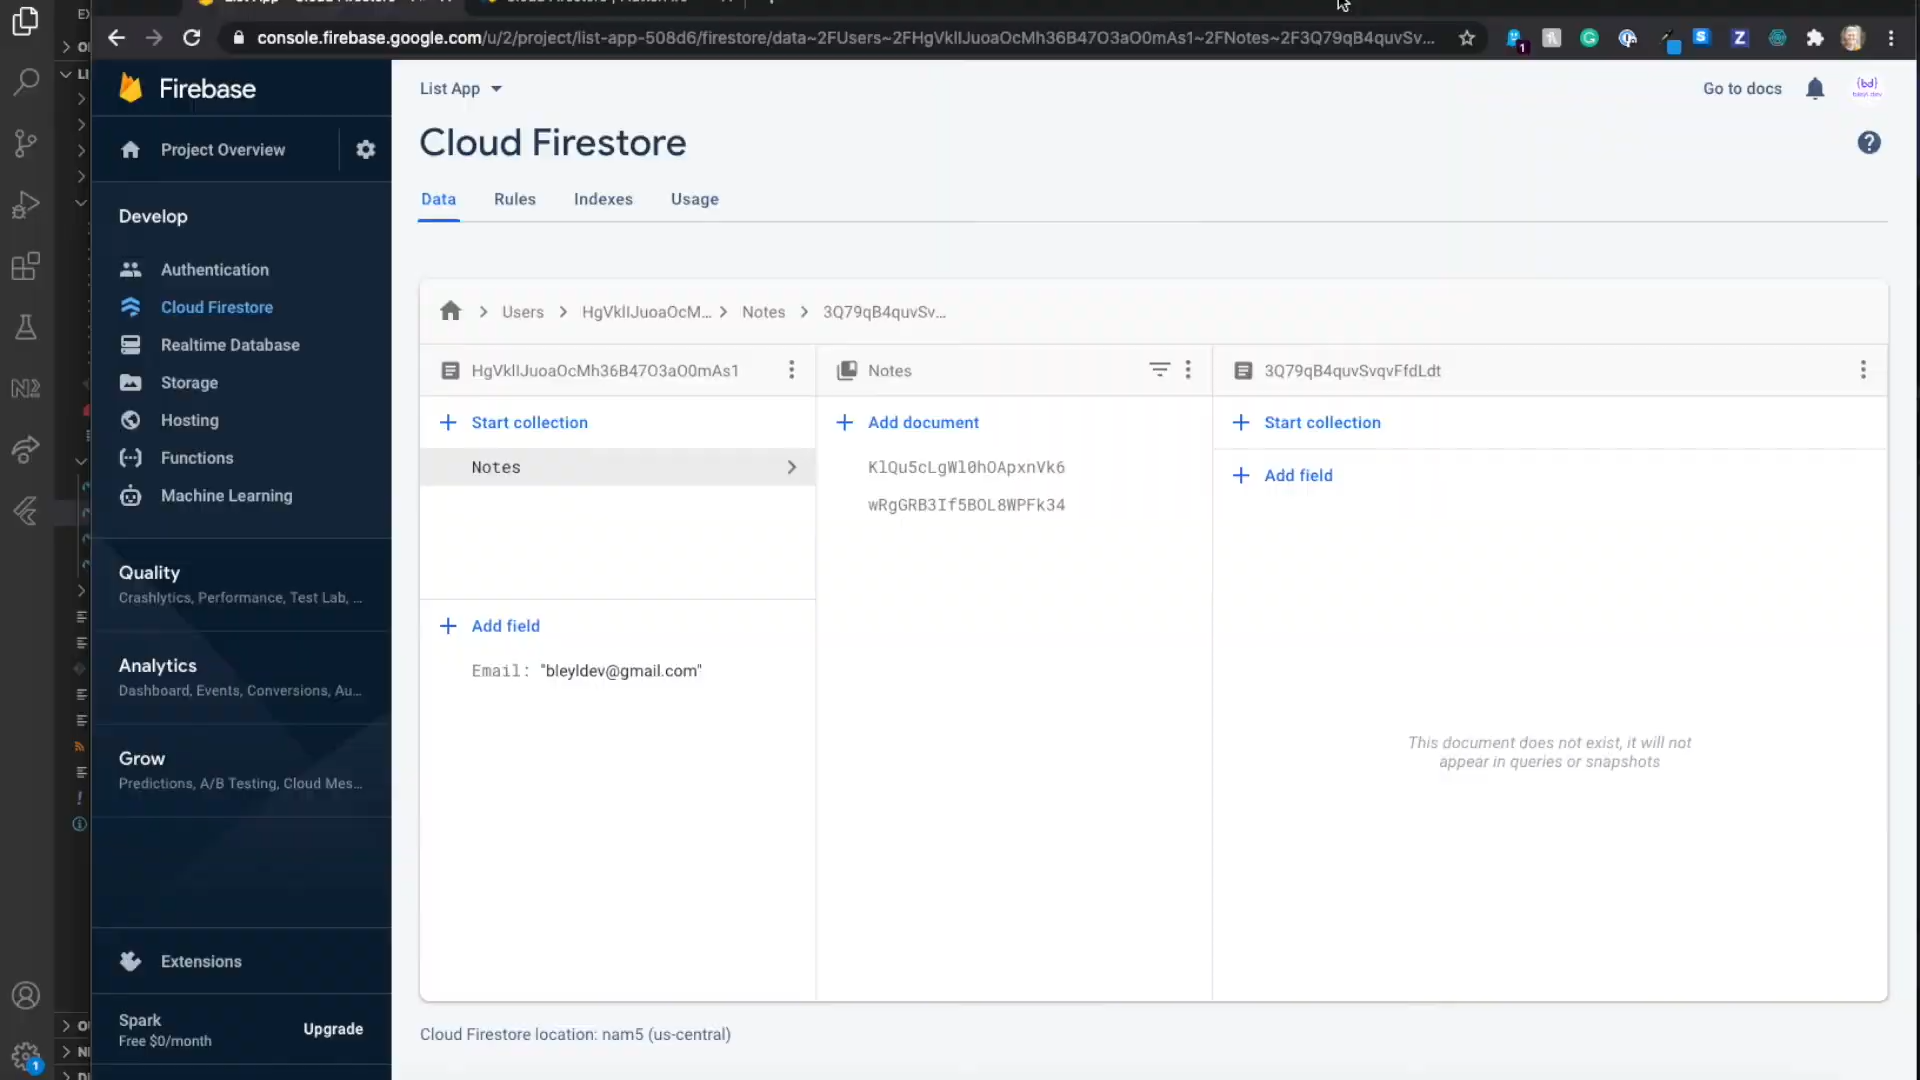 console.firebase.google.com/u/2/project/list-app-508d6/firestore/data~2FUsers~2FHgVkIlJuoaOcMh36B47O3aO0mAs1~2FNotes~2F3Q79qB4quvSv...
Firebase
List App
Go to docs
Project Overview
Cloud Firestore
Data
Rules
Indexes
Usage
Develop
Authentication
Cloud Firestore
Realtime Database
Storage
Hosting
Functions
Machine Learning
Quality
Crashlytics, Performance, Test Lab, ...
Analytics
Dashboard, Events, Conversions, Au...
Grow
Predictions, A/B Testing, Cloud Mes...
Extensions
Spark
Free $0/month
Upgrade
Users
HgVkIlJuoaOcM...
Notes
3Q79qB4quvSv...
HgVkIlJuoaOcMh36B47O3aO0mAs1
Start collection
Notes
Add field
Email: "bleyldev@gmail.com"
Notes
Add document
KlQu5cLgWl0hOApxnVk6
wRgGRB3If5BOL8WPFk34
3Q79qB4quvSvqvFfdLdt
Start collection
Add field
This document does not exist, it will not
appear in queries or snapshots
Cloud Firestore location: nam5 (us-central)